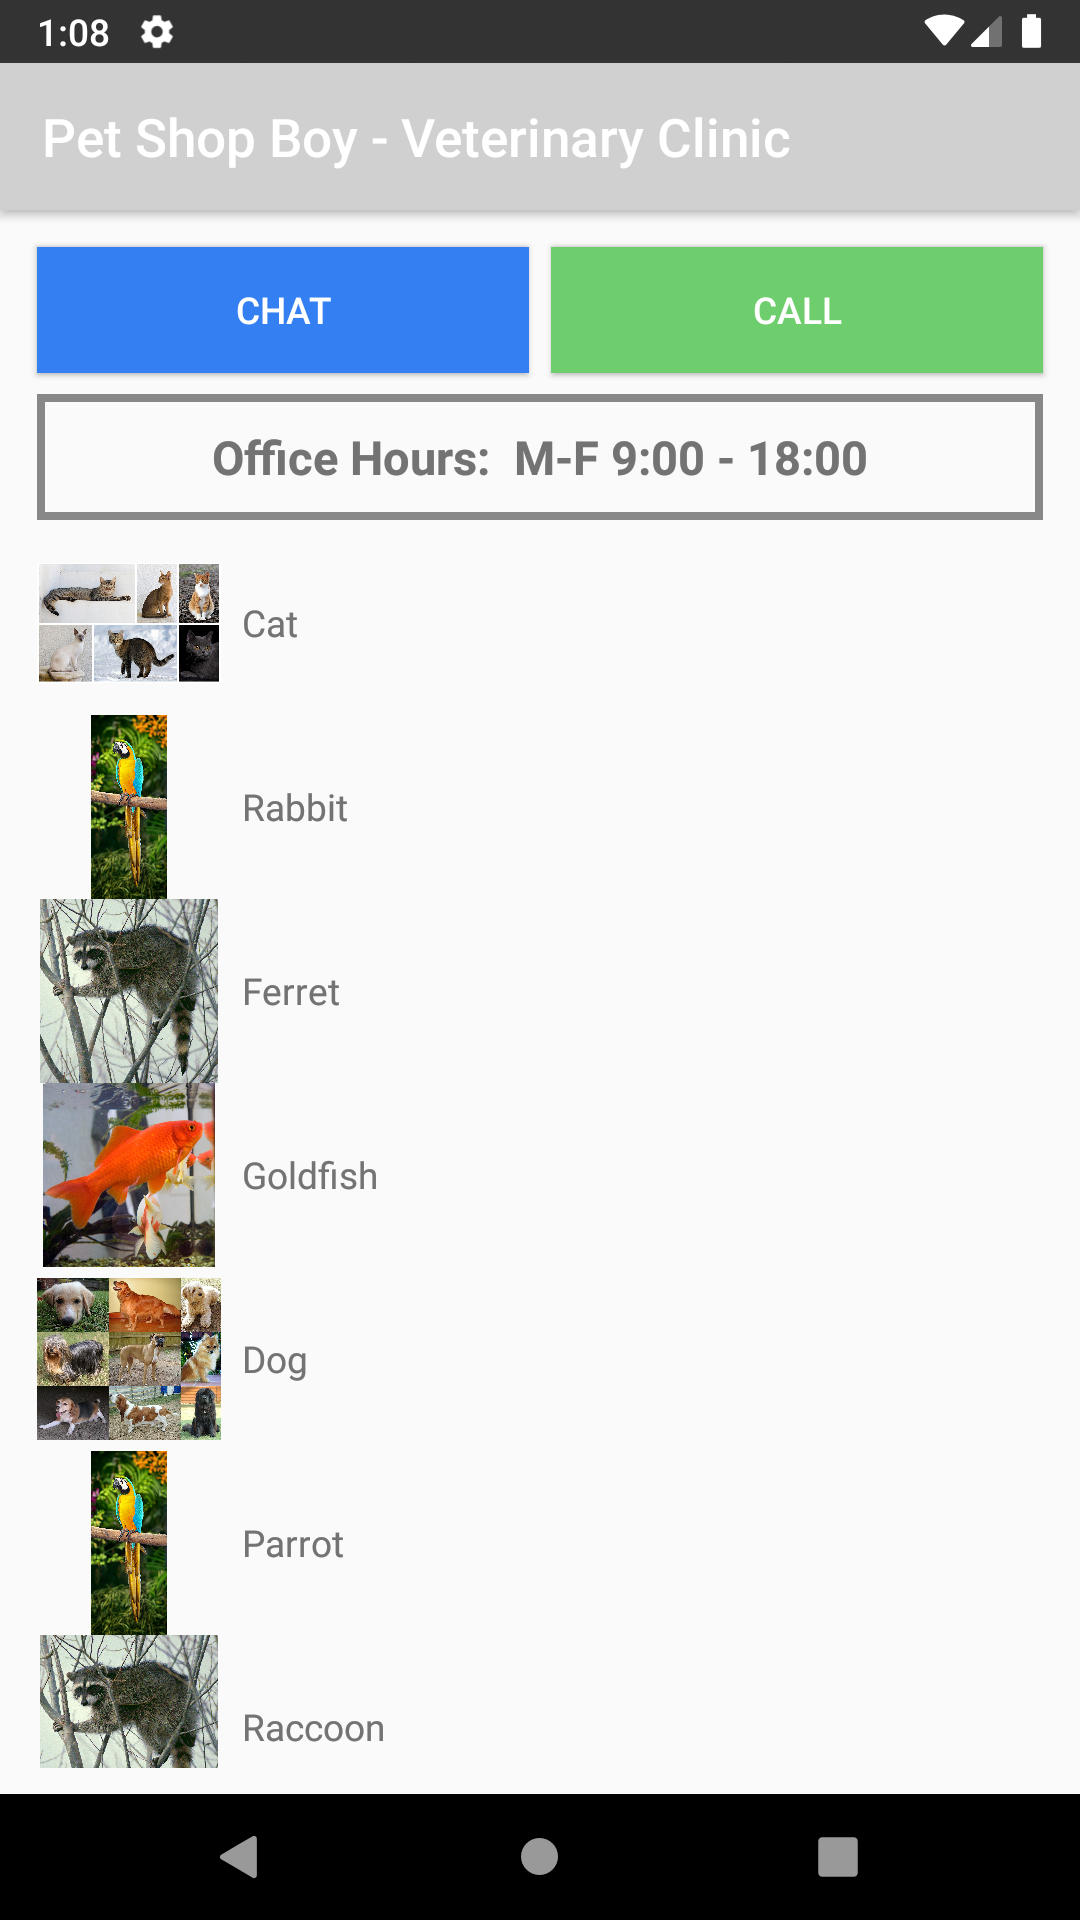 1:08
Pet Shop Boy - Veterinary Clinic
CHAT
CALL
Office Hours:  M-F 9:00 - 18:00
Cat
Rabbit
Ferret
Goldfish
Dog
Parrot
Raccoon